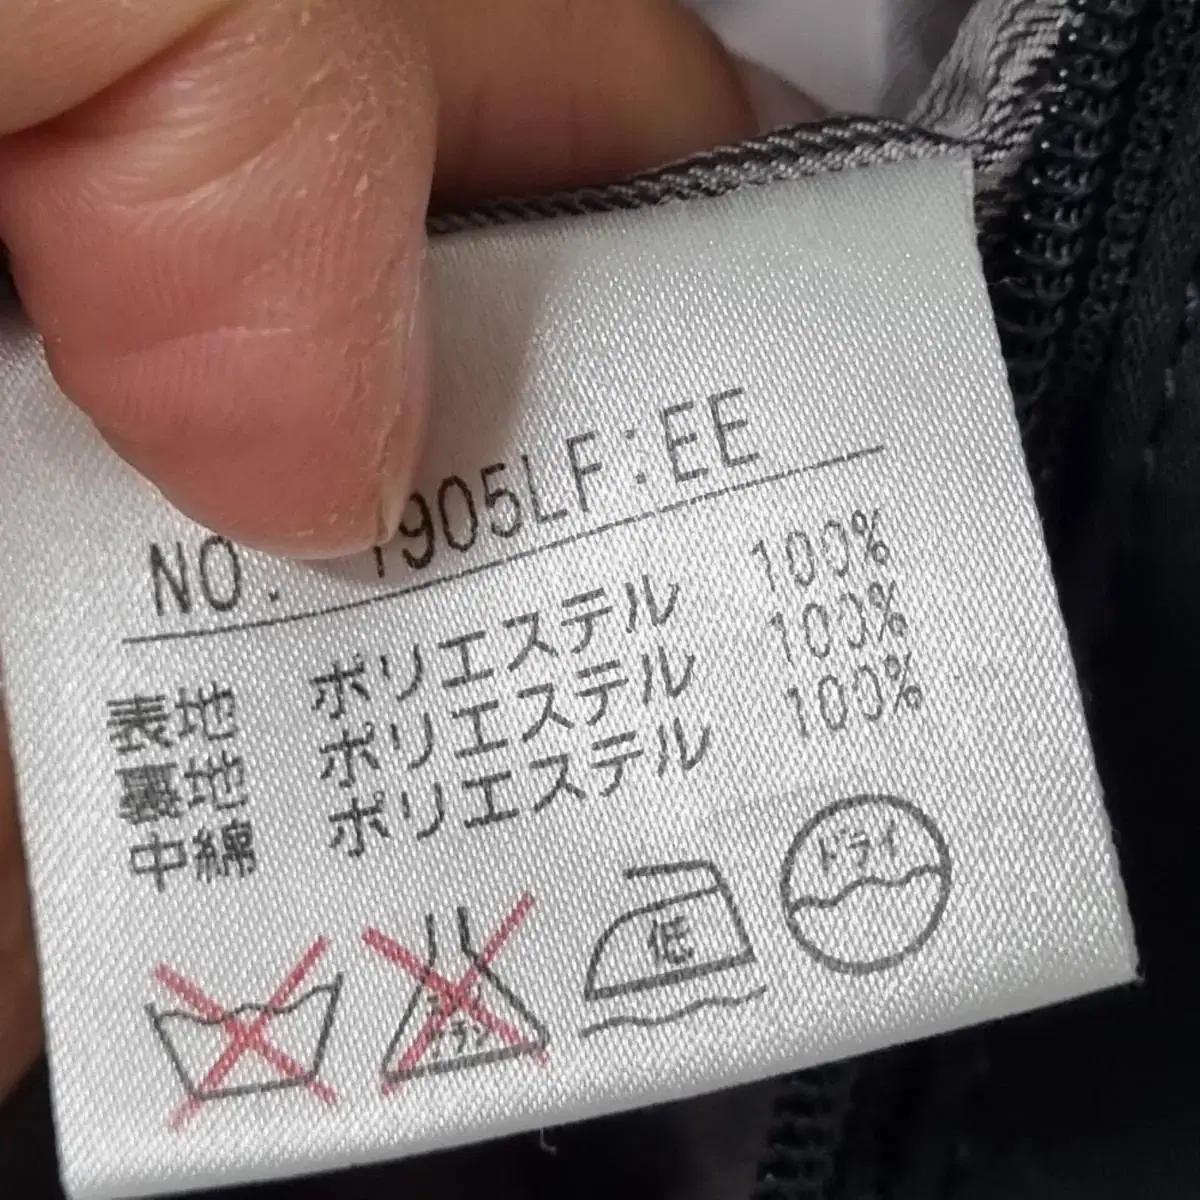 NO. 1905LF:EE
表地 ポリエステル 100%
裏地 ポリエステル 100%
中綿 ポリエステル 100%
低
ドライ